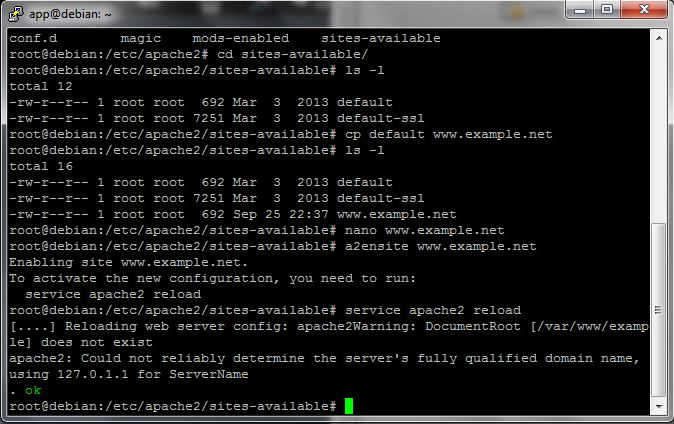 app@debian: ~
conf.d        magic    mods-enabled    sites-available
root@debian:/etc/apache2# cd sites-available/
root@debian:/etc/apache2/sites-available# ls -l
total 12
-rw-r--r-- 1 root root  692 Mar  3  2013 default
-rw-r--r-- 1 root root 7251 Mar  3  2013 default-ssl
root@debian:/etc/apache2/sites-available# cp default www.example.net
root@debian:/etc/apache2/sites-available# ls -l
total 16
-rw-r--r-- 1 root root  692 Mar  3  2013 default
-rw-r--r-- 1 root root 7251 Mar  3  2013 default-ssl
-rw-r--r-- 1 root root  692 Sep 25 22:37 www.example.net
root@debian:/etc/apache2/sites-available# nano www.example.net
root@debian:/etc/apache2/sites-available# a2ensite www.example.net
Enabling site www.example.net.
To activate the new configuration, you need to run:
  service apache2 reload
root@debian:/etc/apache2/sites-available# service apache2 reload
[....] Reloading web server config: apache2Warning: DocumentRoot [/var/www/examp
le] does not exist
apache2: Could not reliably determine the server's fully qualified domain name,
using 127.0.1.1 for ServerName
. ok
root@debian:/etc/apache2/sites-available#